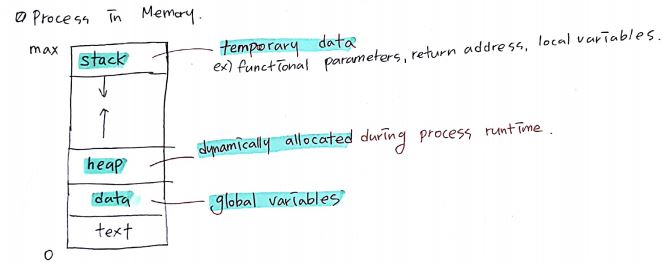 Process in Memory.
max
stack
temporary data
ex) functional parameters, return address, local variables.
heap
dynamically allocated during process runtime.
data
global variables
text
0